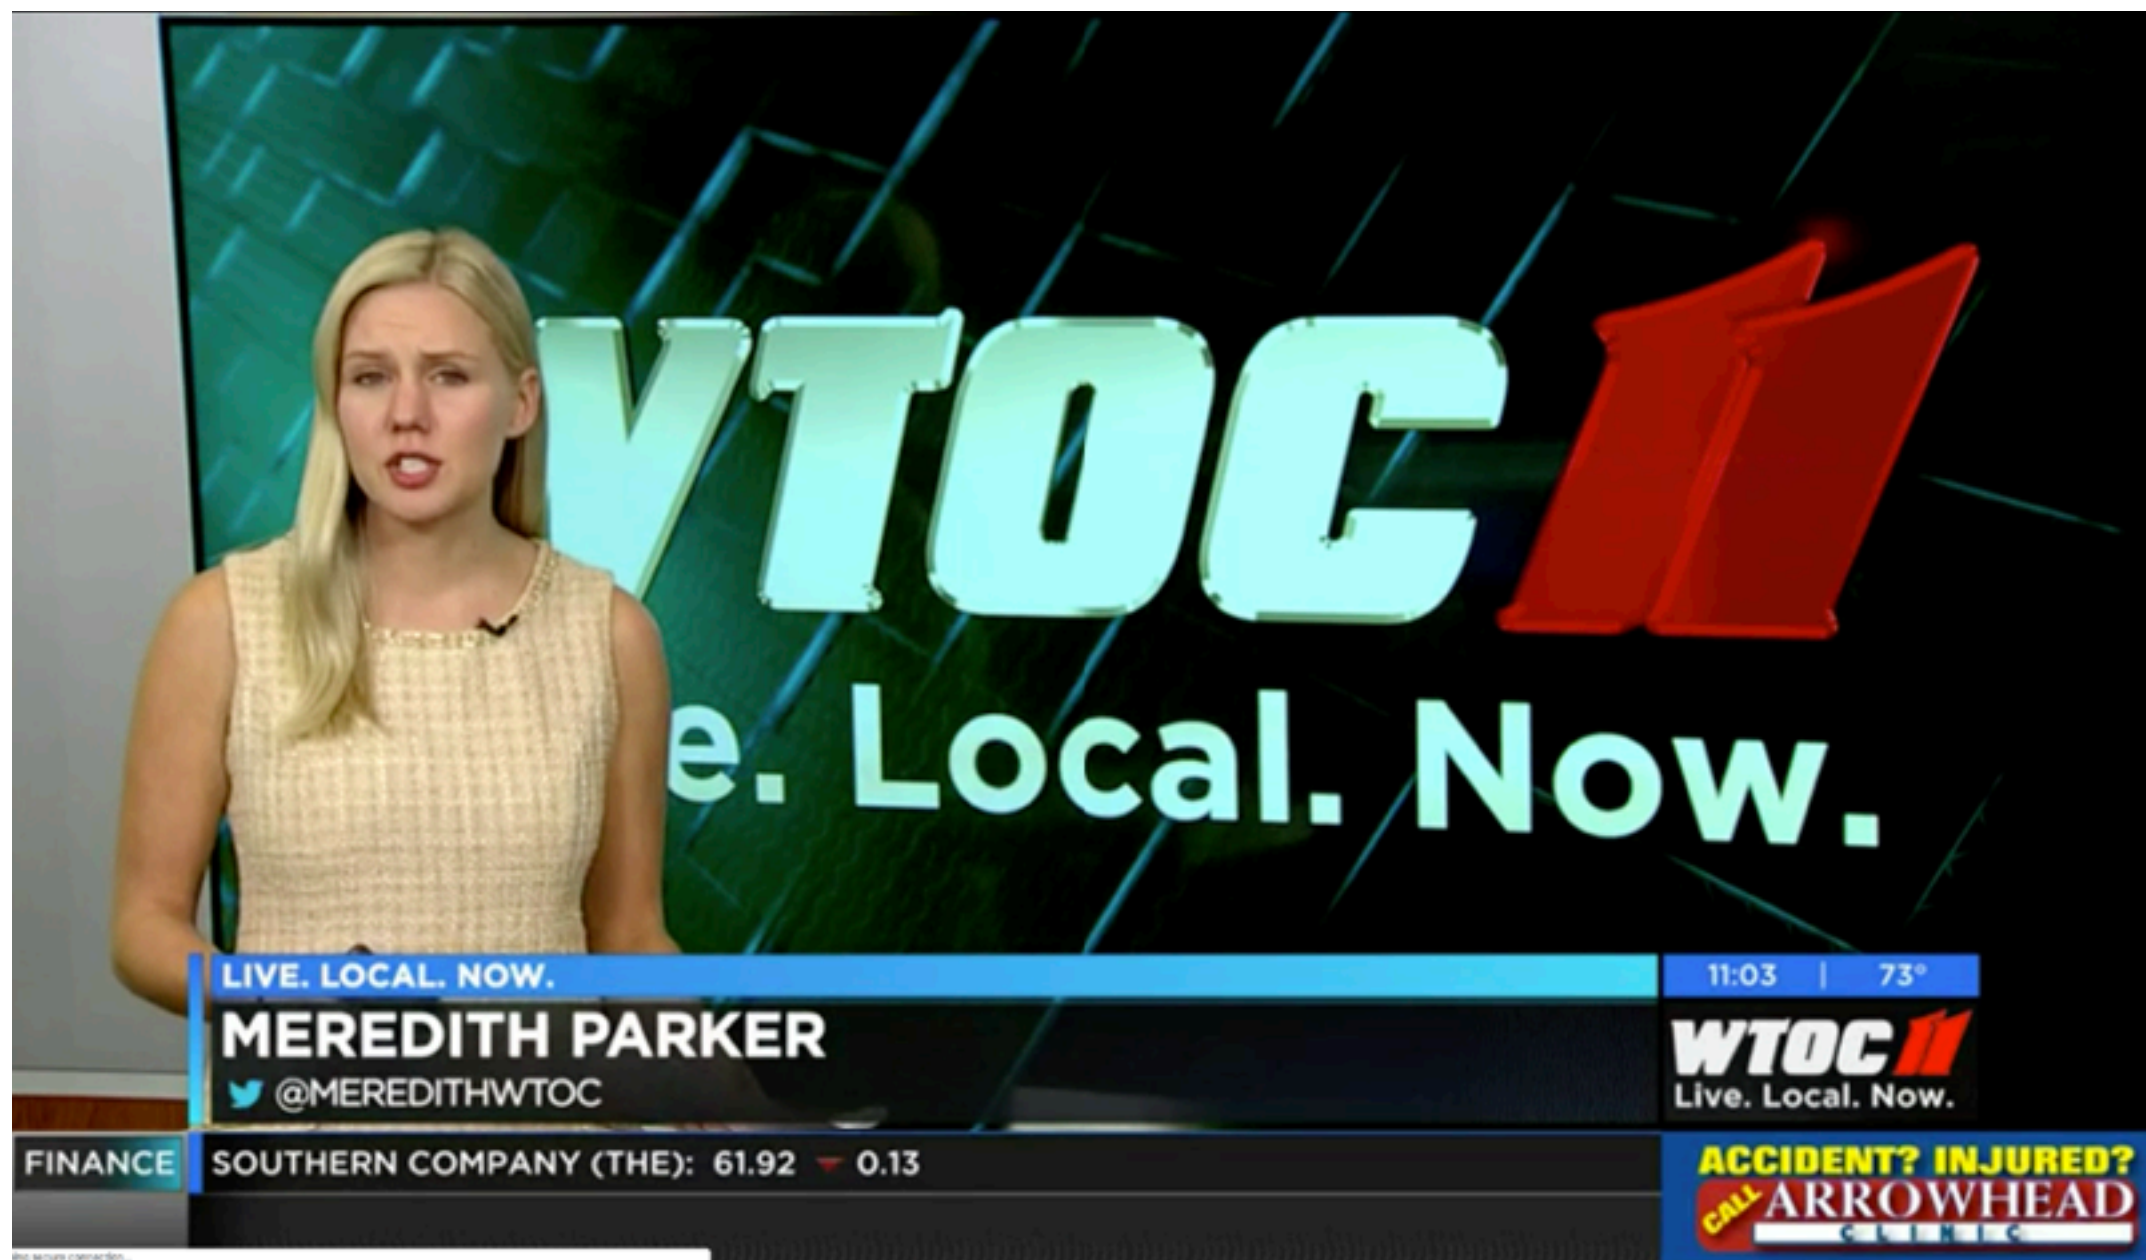 WTOC 11
e. Local. Now.
LIVE. LOCAL. NOW.
11:03 | 73°
MEREDITH PARKER
@MEREDITHWTOC
WTOC 11
Live. Local. Now.
FINANCE
SOUTHERN COMPANY (THE): 61.92 ▼ 0.13
ACCIDENT? INJURED?
CALL ARROWHEAD
CLINIC